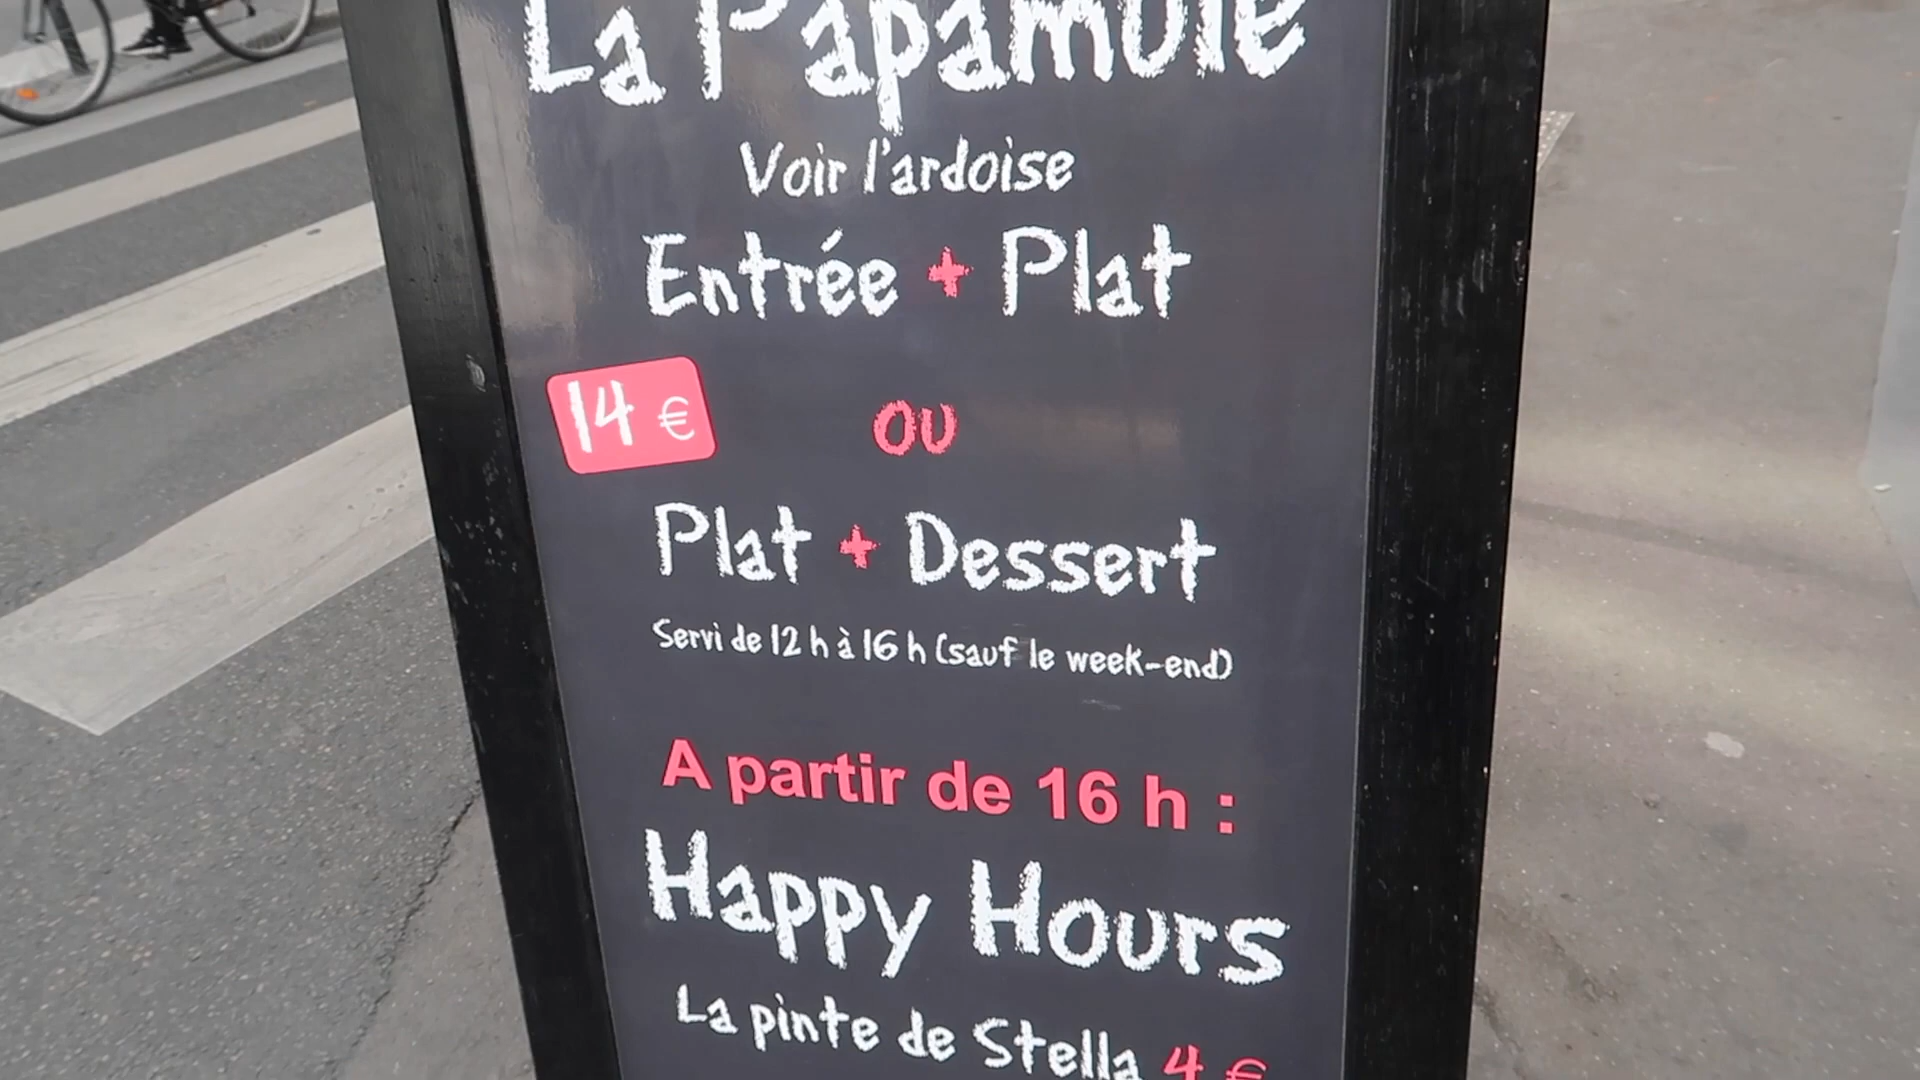 La Papamule
Voir l'ardoise
Entrée + Plat
14 €
OU
Plat + Dessert
Servi de 12 h à 16 h (sauf le week-end)
A partir de 16 h :
Happy Hours
La pinte de Stella 4 €